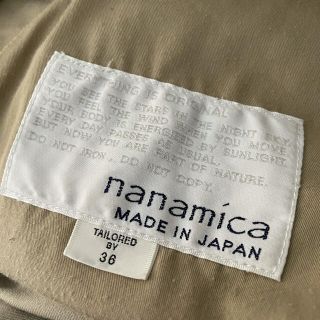 EVERYTHING IS ORIGINAL
YOU SEE THE STARS IN THE NIGHT SKY.
YOU FEEL THE WIND WHEN YOU MOVE.
YOUR BODY IS ENERGIZED BY SUNLIGHT.
EVERY DAY PASSES AS USUAL.
BUT NOW YOU ARE PART OF NATURE.
DO NOT IRON. DO NOT COPY.
nanamica
MADE IN JAPAN
TAILORED
BY
36